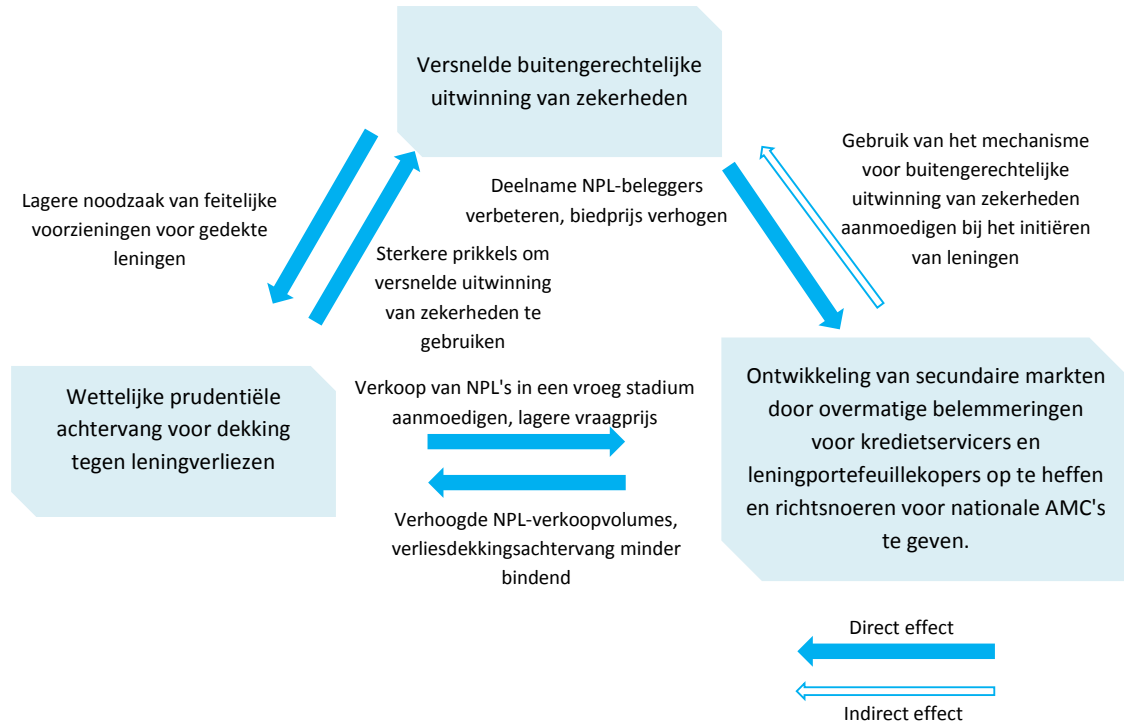 Versnelde buitengerechtelijke
uitwinning van zekerheden
Lagere noodzaak van feitelijke
voorzieningen voor gedekte
leningen
Sterkere prikkels om
versnelde uitwinning
van zekerheden te
gebruiken
Deelname NPL-beleggers
verbeteren, biedprijs verhogen
Gebruik van het mechanisme
voor buitengerechtelijke
uitwinning van zekerheden
aanmoedigen bij het initiëren
van leningen
Wettelijke prudentiële
achtervang voor dekking
tegen leningverliezen
Verkoop van NPL's in een vroeg stadium
aanmoedigen, lagere vraagprijs
Verhoogde NPL-verkoopvolumes,
verliesdekkingsachtervang minder
bindend
Ontwikkeling van secundaire markten
door overmatige belemmeringen
voor kredietservicers en
leningportefeuillekopers op te heffen
en richtsnoeren voor nationale AMC's
te geven.
Direct effect
Indirect effect